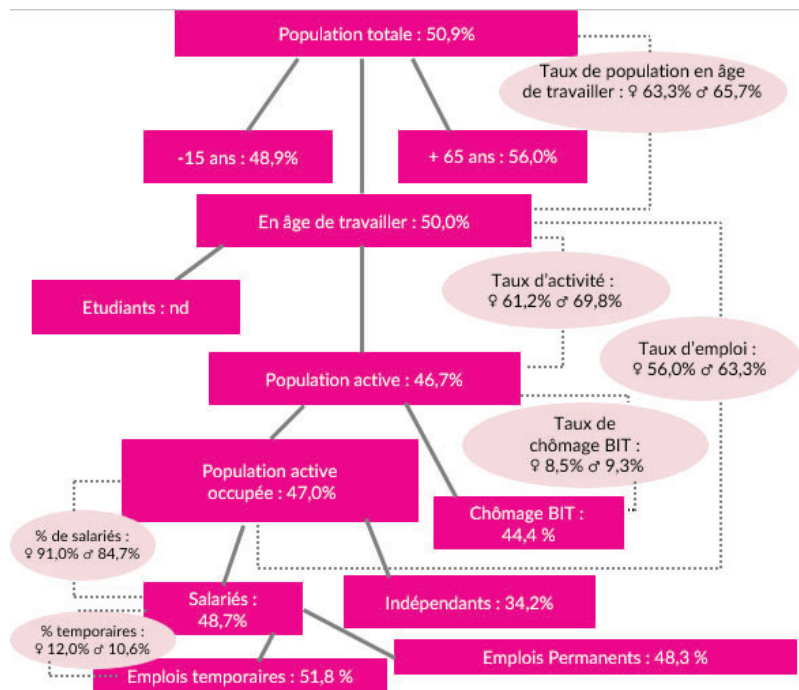 Population totale : 50,9%
Taux de population en âge
de travailler : ♀ 63,3% ♂ 65,7%
-15 ans : 48,9%
+ 65 ans : 56,0%
En âge de travailler : 50,0%
Etudiants : nd
Taux d'activité :
♀ 61,2% ♂ 69,8%
Taux d'emploi :
♀ 56,0% ♂ 63,3%
Population active : 46,7%
Taux de
chômage BIT :
♀ 8,5% ♂ 9,3%
Population active
occupée : 47,0%
Chômage BIT :
44,4 %
% de salariés :
♀ 91,0% ♂ 84,7%
Salariés :
48,7%
Indépendants : 34,2%
% temporaires :
♀ 12,0% ♂ 10,6%
Emplois temporaires : 51,8 %
Emplois Permanents : 48,3 %